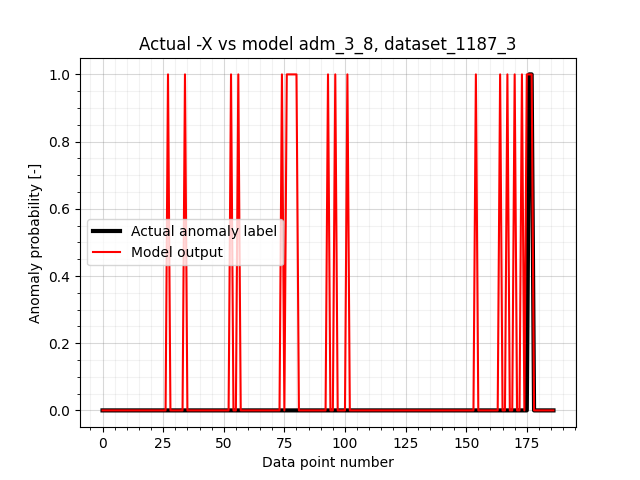 Actual -X vs model adm_3_8, dataset_1187_3
Anomaly probability [-]
1.0
0.8
0.6
0.4
0.2
0.0
Actual anomaly label
Model output
0 25 50 75 100 125 150 175
Data point number